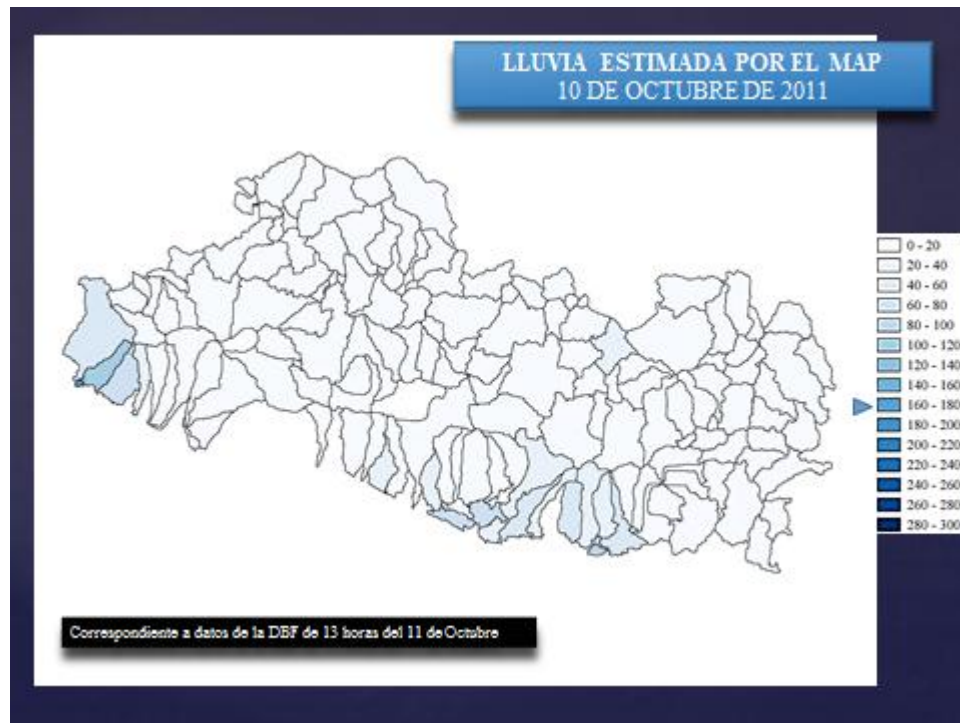 LLUVIA ESTIMADA POR EL MAP
10 DE OCTUBRE DE 2011
0 - 20
20 - 40
40 - 60
60 - 80
80 - 100
100 - 120
120 - 140
140 - 160
160 - 180
180 - 200
200 - 220
220 - 240
240 - 260
260 - 280
280 - 300
Correspondiente a datos de la DBF de 13 horas del 11 de Octubre